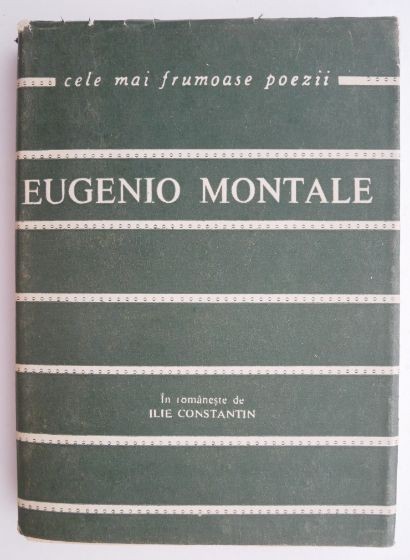 cele mai frumoase poezii
EUGENIO MONTALE
În românește de
ILIE CONSTANTIN